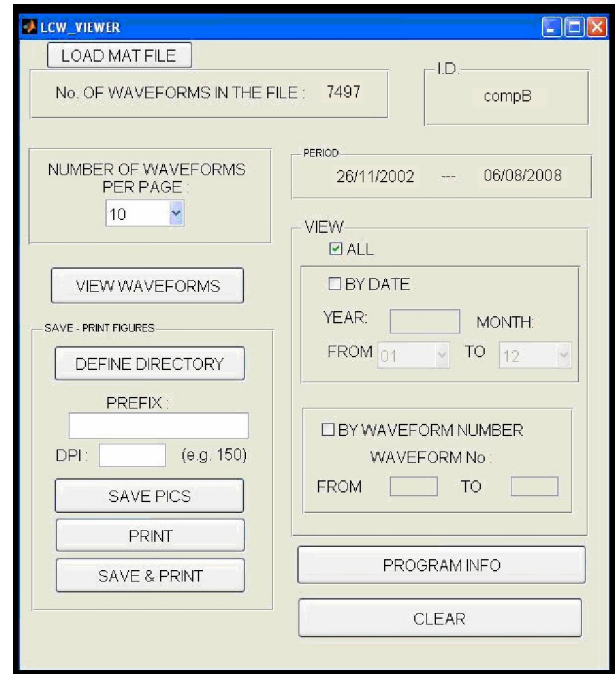 LCW_VIEWER
LOAD MAT FILE
No. OF WAVEFORMS IN THE FILE : 7497
I.D.
compB
NUMBER OF WAVEFORMS
PER PAGE :
10
PERIOD
26/11/2002 --- 06/08/2008
VIEW WAVEFORMS
SAVE - PRINT FIGURES
DEFINE DIRECTORY
PREFIX :
DPI : (e.g. 150)
SAVE PICS
PRINT
SAVE & PRINT
VIEW
ALL
BY DATE
YEAR: MONTH:
FROM 01 TO 12
BY WAVEFORM NUMBER
WAVEFORM No :
FROM TO
PROGRAM INFO
CLEAR